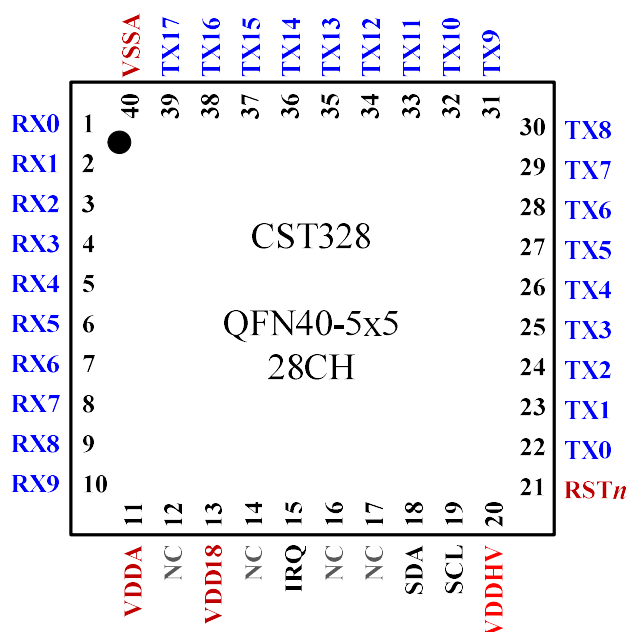 VSSA
TX17
TX16
TX15
TX14
TX13
TX12
TX11
TX10
TX9
40
39
38
37
36
35
34
33
32
31
RX0 1
RX1 2
RX2 3
RX3 4
RX4 5
RX5 6
RX6 7
RX7 8
RX8 9
RX9 10
CST328
QFN40-5x5
28CH
30 TX8
29 TX7
28 TX6
27 TX5
26 TX4
25 TX3
24 TX2
23 TX1
22 TX0
21 RSTn
11
12
13
14
15
16
17
18
19
20
VDDA
NC
VDD18
NC
IRQ
NC
NC
SDA
SCL
VDDHV